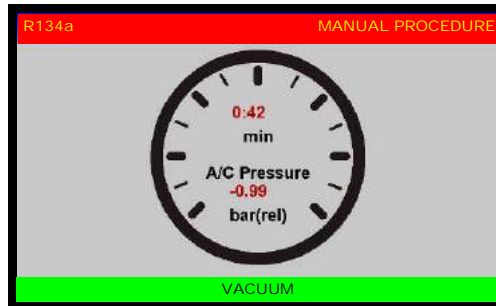 R134a MANUAL PROCEDURE
0:42
min
A/C Pressure
-0.99
bar(rel)
VACUUM